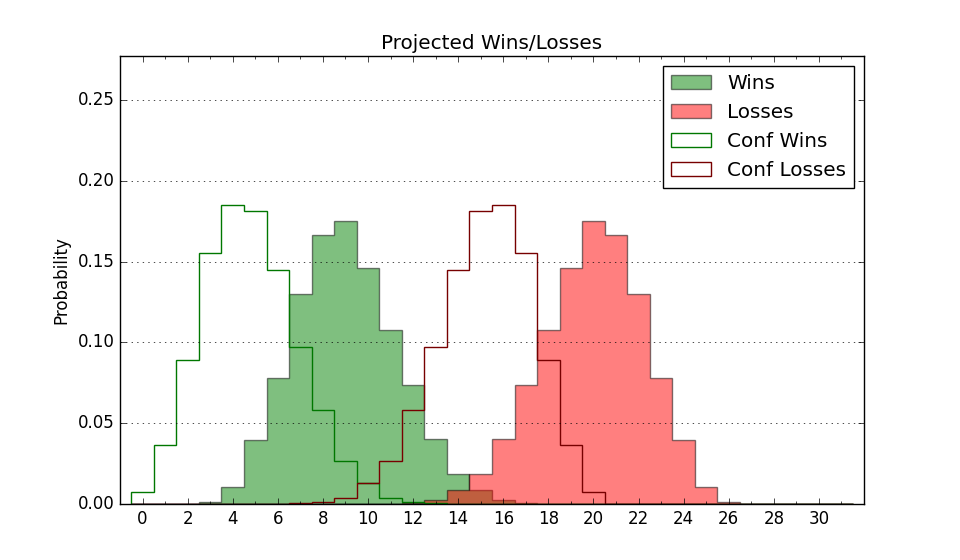 Projected Wins/Losses
Wins
Losses
Conf Wins
Conf Losses
Probability
0.25
0.20
0.15
0.10
0.05
0.00
0 2 4 6 8 10 12 14 16 18 20 22 24 26 28 30